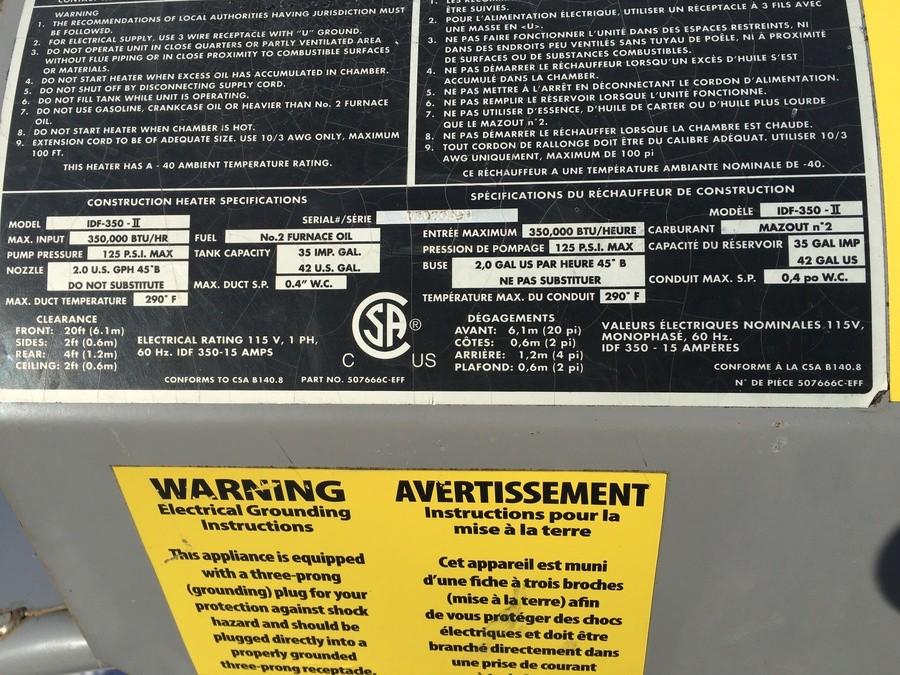 WARNING
1. THE RECOMMENDATIONS OF LOCAL AUTHORITIES HAVING JURISDICTION MUST
BE FOLLOWED.
2. FOR ELECTRICAL SUPPLY, USE 3 WIRE RECEPTACLE WITH "U" GROUND.
3. DO NOT OPERATE UNIT IN CLOSE QUARTERS OR PARTLY VENTILATED AREA
WITHOUT FLUE PIPING OR IN CLOSE PROXIMITY TO COMBUSTIBLE SURFACES
OR MATERIALS.
4. DO NOT START HEATER WHEN EXCESS OIL HAS ACCUMULATED IN CHAMBER.
5. DO NOT SHUT OFF BY DISCONNECTING SUPPLY CORD.
6. DO NOT FILL TANK WHILE UNIT IS OPERATING.
7. DO NOT USE GASOLINE, CRANKCASE OIL OR HEAVIER THAN No. 2 FURNACE
OIL.
8. DO NOT START HEATER WHEN CHAMBER IS HOT.
9. EXTENSION CORD TO BE OF ADEQUATE SIZE. USE 10/3 AWG ONLY, MAXIMUM
100 FT.
THIS HEATER HAS A - 40 AMBIENT TEMPERATURE RATING.
ÊTRE SUIVIES.
2. POUR L'ALIMENTATION ÉLECTRIQUE, UTILISER UN RÉCEPTACLE À 3 FILS AVEC
UNE MASSE EN «U».
3. NE PAS FAIRE FONCTIONNER L'UNITÉ DANS DES ESPACES RESTREINTS, NI
DANS DES ENDROITS PEU VENTILÉS SANS TUYAU DE POÊLE, NI À PROXIMITÉ
DE SURFACES OU DE SUBSTANCES COMBUSTIBLES.
4. NE PAS DÉMARRER LE RÉCHAUFFEUR LORSQU'UN EXCÈS D'HUILE S'EST
ACCUMULÉ DANS LA CHAMBRE.
5. NE PAS METTRE À L'ARRÊT EN DÉCONNECTANT LE CORDON D'ALIMENTATION.
6. NE PAS REMPLIR LE RÉSERVOIR LORSQUE L'UNITÉ FONCTIONNE.
7. NE PAS UTILISER D'ESSENCE, D'HUILE DE CARTER OU D'HUILE PLUS LOURDE
QUE LE MAZOUT n°2.
8. NE PAS DÉMARRER LE RÉCHAUFFER LORSQUE LA CHAMBRE EST CHAUDE.
9. TOUT CORDON DE RALLONGE DOIT ÊTRE DU CALIBRE ADÉQUAT. UTILISER 10/3
AWG UNIQUEMENT, MAXIMUM DE 100 pi
CE RÉCHAUFFEUR A UNE TEMPÉRATURE AMBIANTE NOMINALE DE -40.
CONSTRUCTION HEATER SPECIFICATIONS
SERIAL#/SÉRIE
MODEL IDF-350 - II
MAX. INPUT 350,000 BTU/HR FUEL No.2 FURNACE OIL
PUMP PRESSURE 125 P.S.I. MAX TANK CAPACITY 35 IMP. GAL.
42 U.S. GAL.
NOZZLE 2.0 U.S. GPH 45°B
DO NOT SUBSTITUTE MAX. DUCT S.P. 0.4" W.C.
MAX. DUCT TEMPERATURE 290° F
CLEARANCE
FRONT: 20ft (6.1m)
SIDES: 2ft (0.6m)
REAR: 4ft (1.2m)
CEILING: 2ft (0.6m)
ELECTRICAL RATING 115 V, 1 PH,
60 Hz. IDF 350-15 AMPS
CONFORMS TO CSA B140.8 PART NO. 507666C-EFF
SA ®
C US
SPÉCIFICATIONS DU RÉCHAUFFEUR DE CONSTRUCTION
MODÈLE IDF-350 - II
ENTRÉE MAXIMUM 350,000 BTU/HEURE CARBURANT MAZOUT n°2
PRESSION DE POMPAGE 125 P.S.I. MAX CAPACITÉ DU RÉSERVOIR 35 GAL IMP
42 GAL US
BUSE 2,0 GAL US PAR HEURE 45° B
NE PAS SUBSTITUER CONDUIT MAX. S.P. 0,4 po W.C.
TEMPÉRATURE MAX. DU CONDUIT 290° F
DÉGAGEMENTS
AVANT: 6,1m (20 pi)
CÔTES: 0,6m (2 pi)
ARRIÈRE: 1,2m (4 pi)
PLAFOND: 0,6m (2 pi)
VALEURS ÉLECTRIQUES NOMINALES 115V,
MONOPHASÉ, 60 Hz.
IDF 350 - 15 AMPÈRES
CONFORME À LA CSA B140.8
N° DE PIÈCE 507666C-EFF
WARNING
Electrical Grounding
Instructions
This appliance is equipped
with a three-prong
(grounding) plug for your
protection against shock
hazard and should be
plugged directly into a
properly grounded
three-prong receptacle.
AVERTISSEMENT
Instructions pour la
mise à la terre
Cet appareil est muni
d'une fiche à trois broches
(mise à la terre) afin
de vous protéger des chocs
électriques et doit être
branché directement dans
une prise de courant